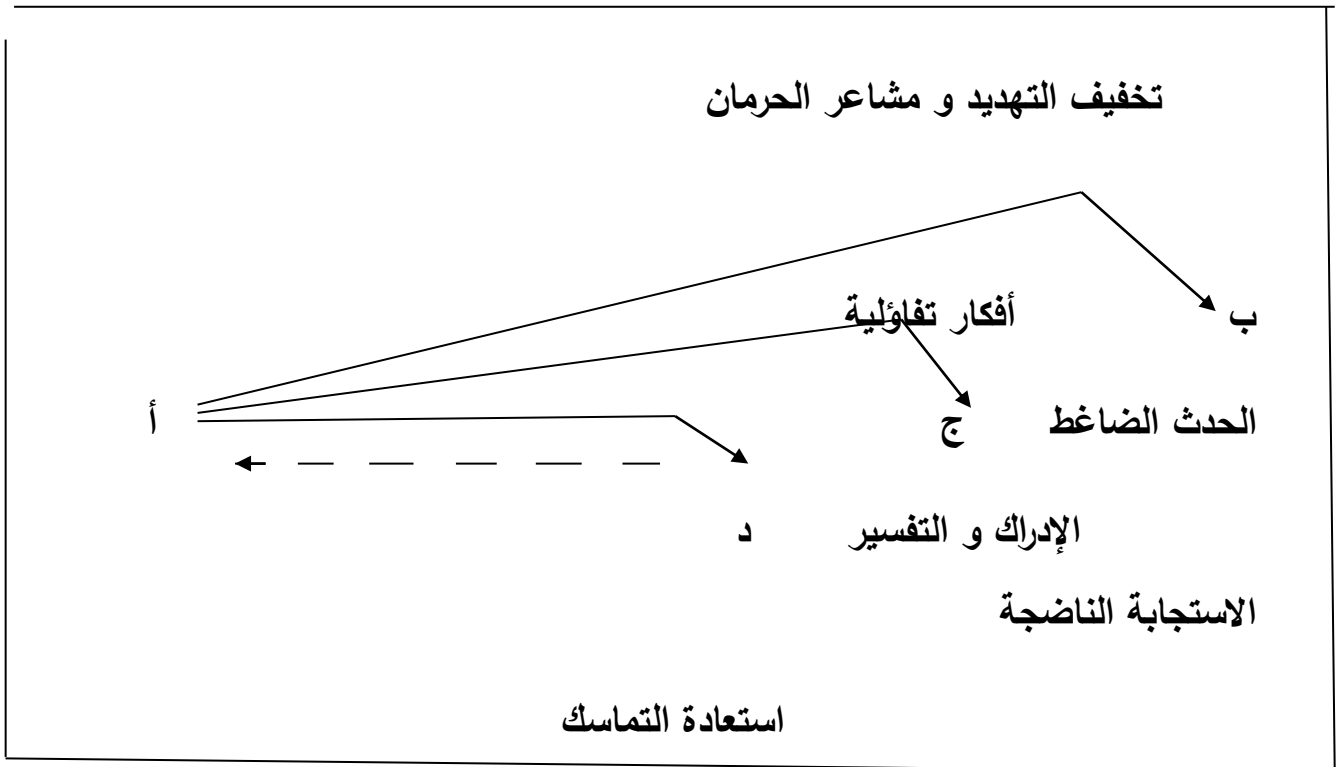 تخفيف التهديد و مشاعر الحرمان
ب أفكار تفاؤلية
الحدث الضاغط ج أ
الإدراك و التفسير د
الاستجابة الناضجة
استعادة التماسك